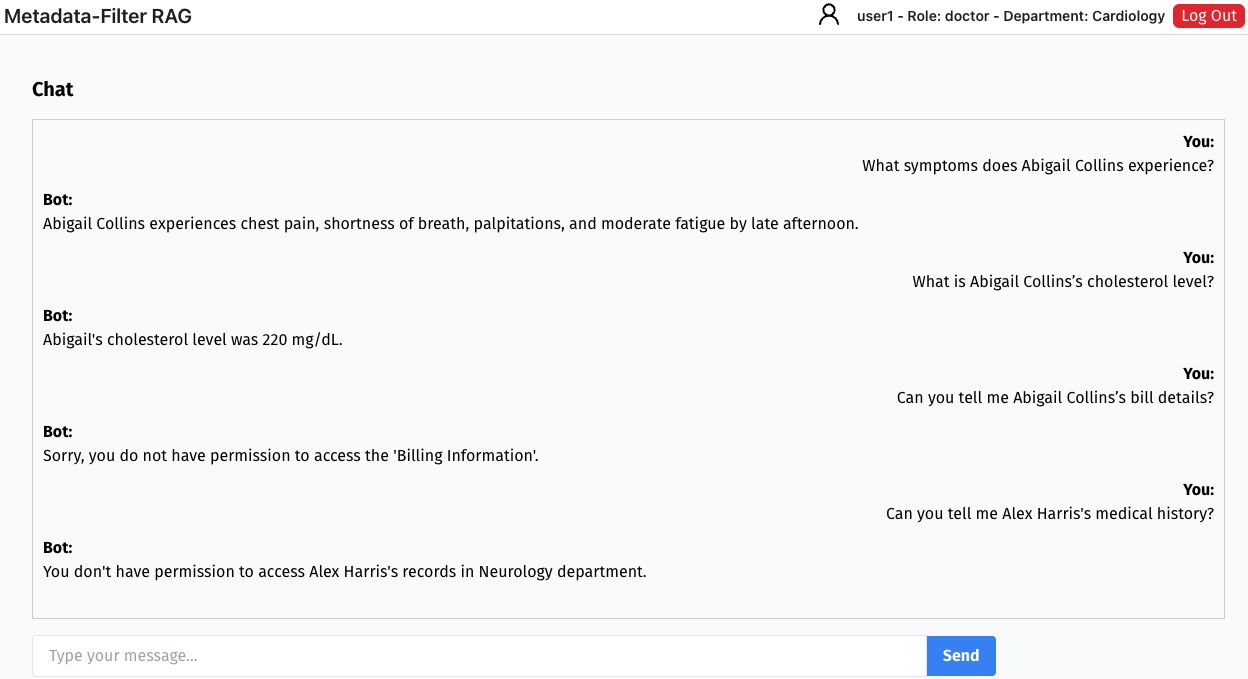 Metadata-Filter RAG
user1 - Role: doctor - Department: Cardiology
Log Out
Chat
You:
What symptoms does Abigail Collins experience?
Bot:
Abigail Collins experiences chest pain, shortness of breath, palpitations, and moderate fatigue by late afternoon.
You:
What is Abigail Collins’s cholesterol level?
Bot:
Abigail's cholesterol level was 220 mg/dL.
You:
Can you tell me Abigail Collins’s bill details?
Bot:
Sorry, you do not have permission to access the 'Billing Information'.
You:
Can you tell me Alex Harris's medical history?
Bot:
You don't have permission to access Alex Harris's records in Neurology department.
Type your message...
Send